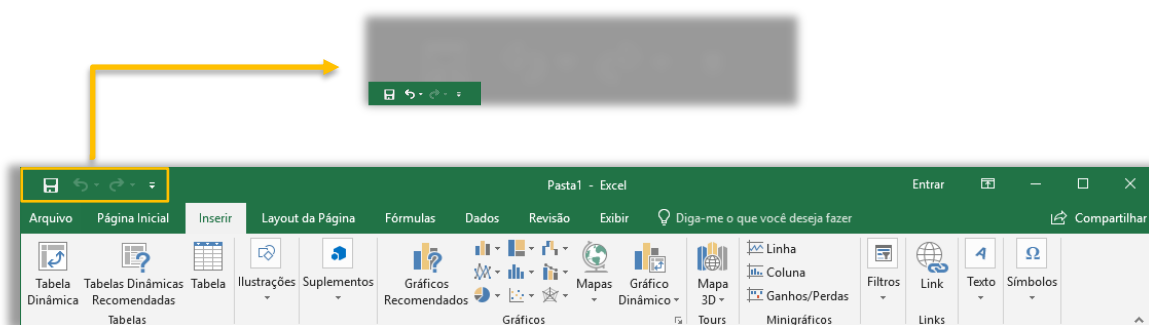 Pasta1 - Excel
Entrar
Arquivo Página Inicial Inserir Layout da Página Fórmulas Dados Revisão Exibir Diga-me o que você deseja fazer Compartilhar
Tabela Dinâmica
Tabelas Dinâmicas Recomendadas
Tabela
Tabelas
Ilustrações
Suplementos
Gráficos Recomendados
Mapas
Gráfico Dinâmico
Gráficos
Mapa 3D
Tours
Linha
Coluna
Ganhos/Perdas
Minigráficos
Filtros
Link
Links
Texto
Símbolos